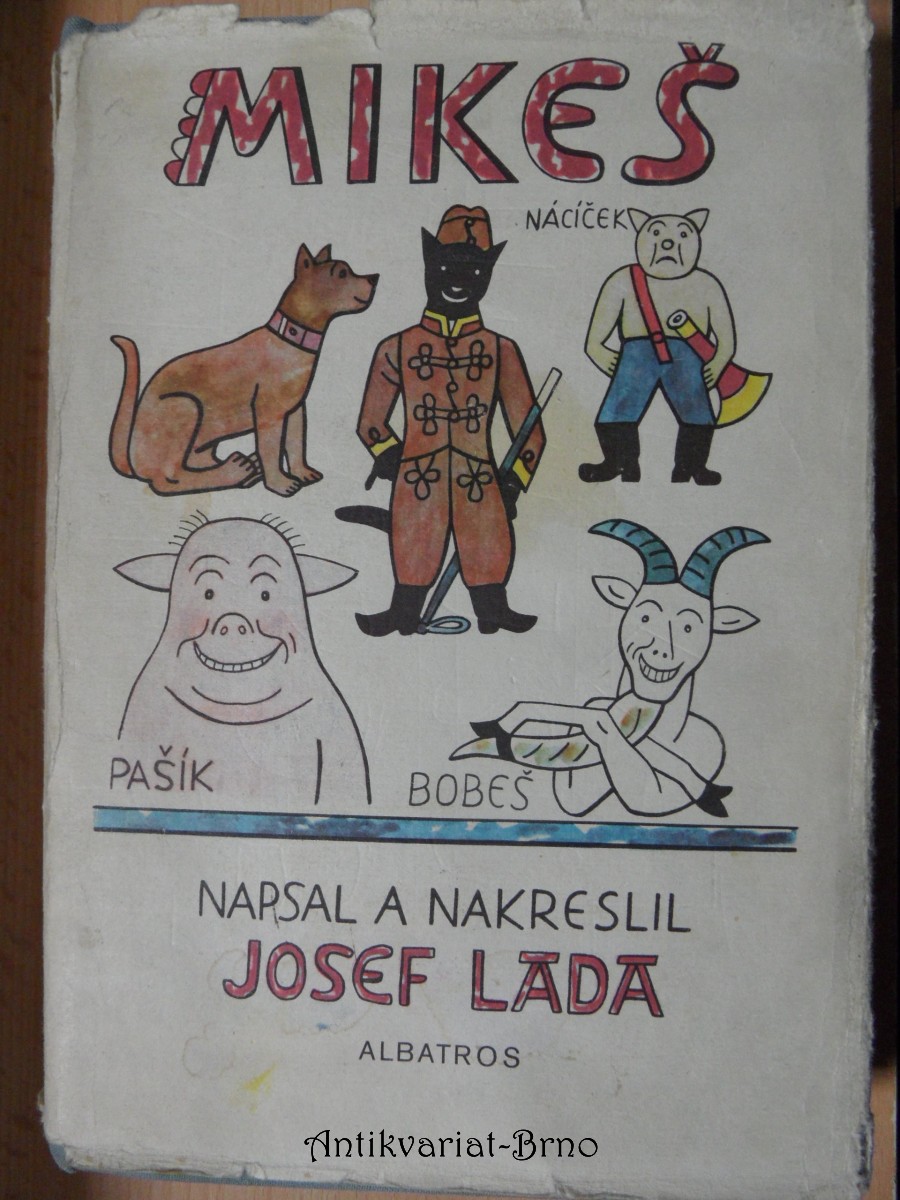 MIKEŠ
NÁCÍČEK
PAŠÍK
BOBEŠ
NAPSAL A NAKRESLIL
JOSEF LADA
ALBATROS
Antikvariat-Brno